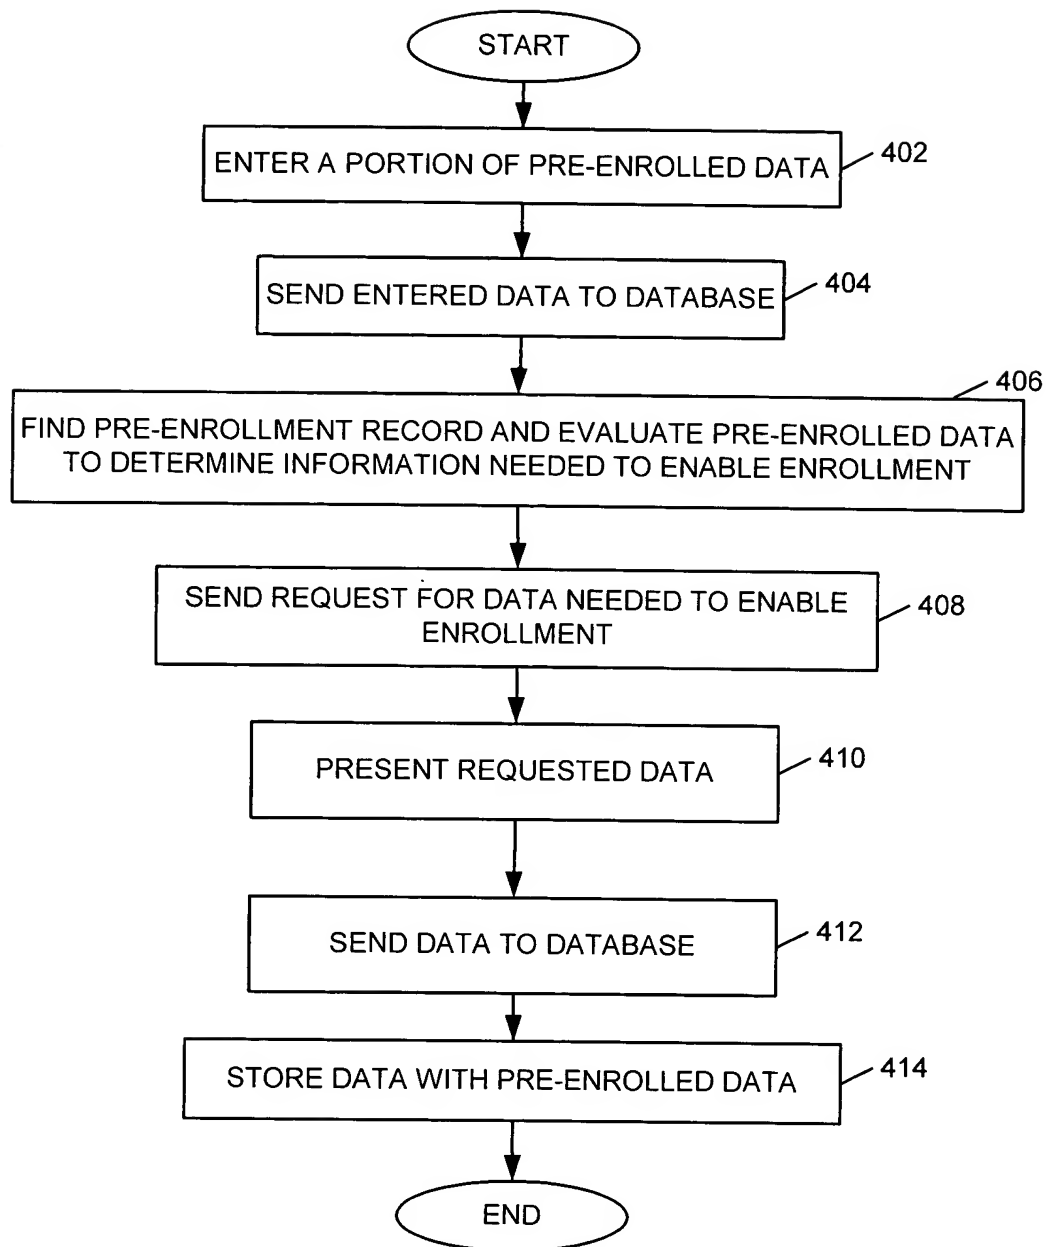 START
ENTER A PORTION OF PRE-ENROLLED DATA
402
SEND ENTERED DATA TO DATABASE
404
406
FIND PRE-ENROLLMENT RECORD AND EVALUATE PRE-ENROLLED DATA
TO DETERMINE INFORMATION NEEDED TO ENABLE ENROLLMENT
SEND REQUEST FOR DATA NEEDED TO ENABLE
ENROLLMENT
408
PRESENT REQUESTED DATA
410
SEND DATA TO DATABASE
412
STORE DATA WITH PRE-ENROLLED DATA
414
END